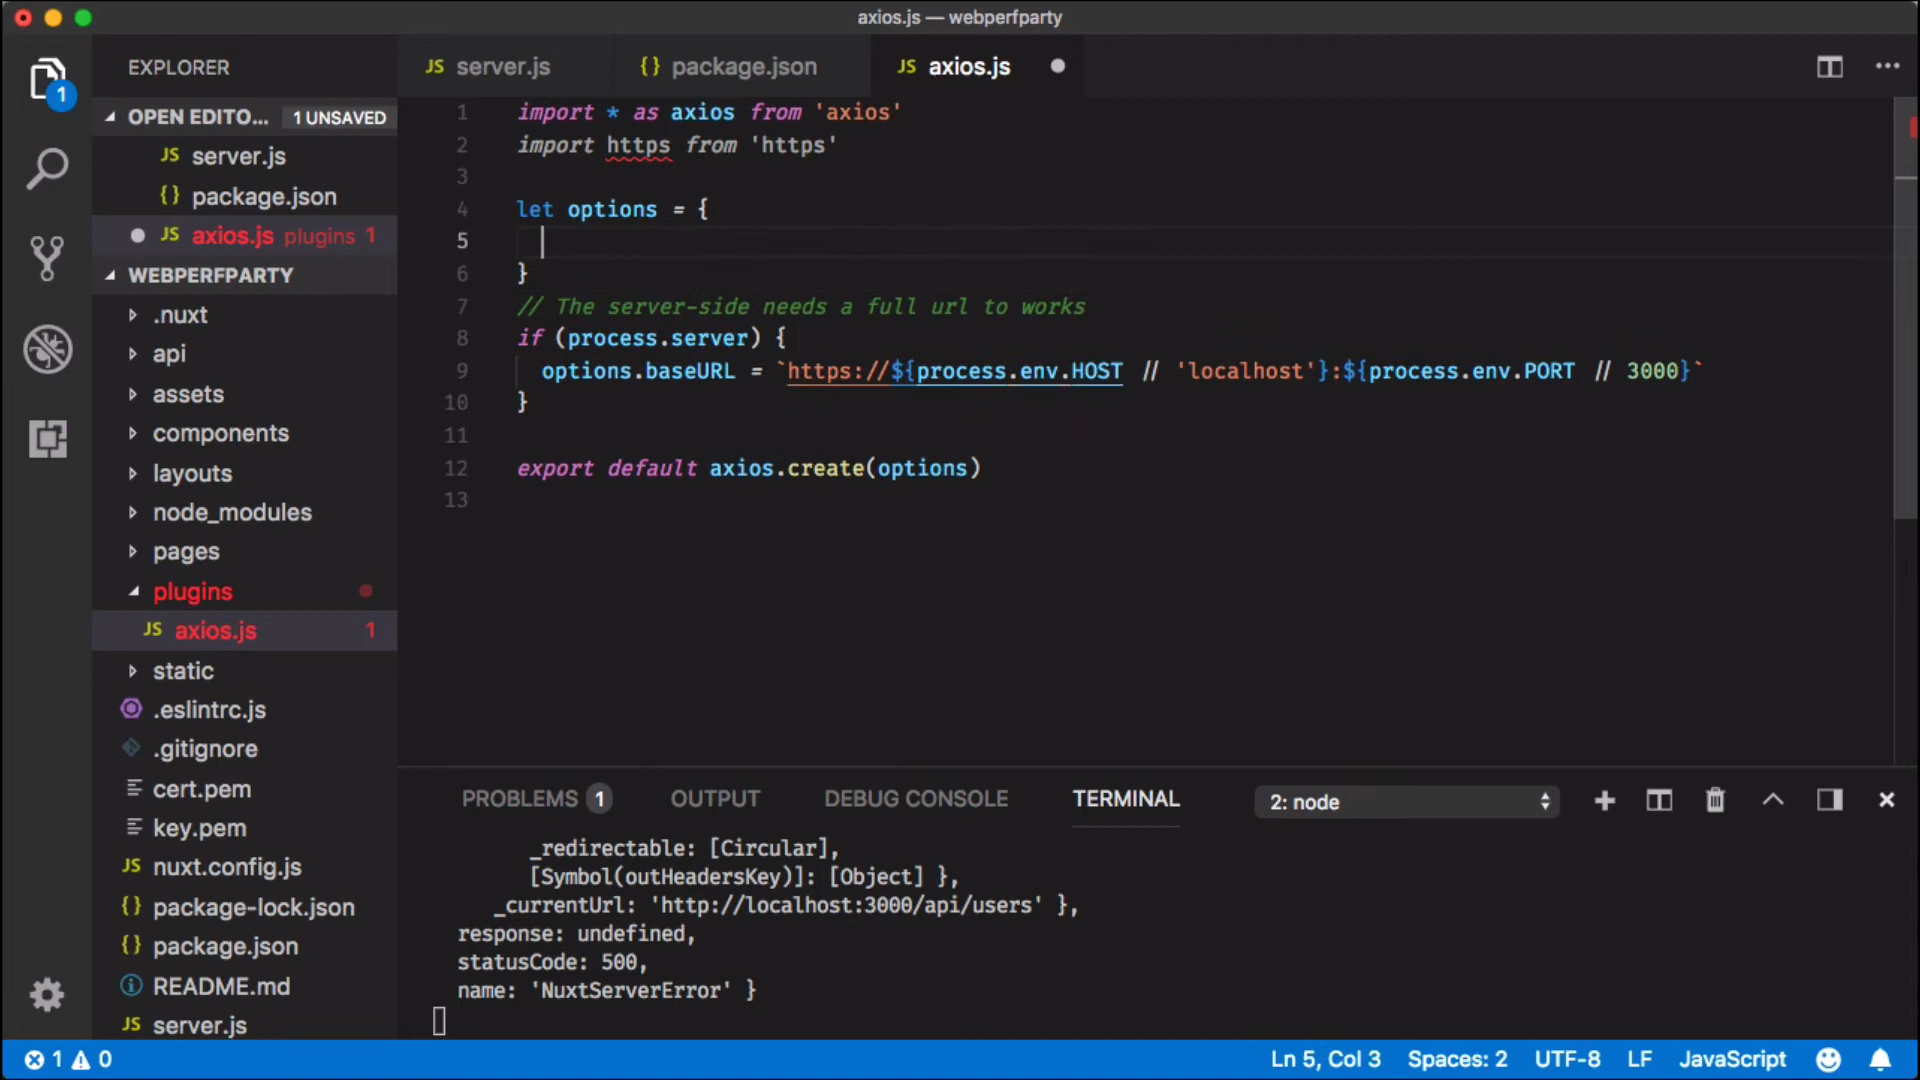 axios.js — webperfparty
1
EXPLORER
OPEN EDITO... 1 UNSAVED
JS server.js
{} package.json
JS axios.js plugins 1
WEBPERFPARTY
.nuxt
api
assets
components
layouts
node_modules
pages
plugins
JS axios.js 1
static
.eslintrc.js
.gitignore
cert.pem
key.pem
JS nuxt.config.js
{} package-lock.json
{} package.json
README.md
JS server.js
JS server.js {} package.json JS axios.js
1 import * as axios from 'axios'
2 import https from 'https'
3
4 let options = {
5
6 }
7 // The server-side needs a full url to works
8 if (process.server) {
9 options.baseURL = `https://${process.env.HOST || 'localhost'}:${process.env.PORT || 3000}`
10 }
11
12 export default axios.create(options)
13
PROBLEMS 1 OUTPUT DEBUG CONSOLE TERMINAL 2: node
_redirectable: [Circular],
[Symbol(outHeadersKey)]: [Object] },
_currentUrl: 'http://localhost:3000/api/users' },
response: undefined,
statusCode: 500,
name: 'NuxtServerError' }
1 0 Ln 5, Col 3 Spaces: 2 UTF-8 LF JavaScript